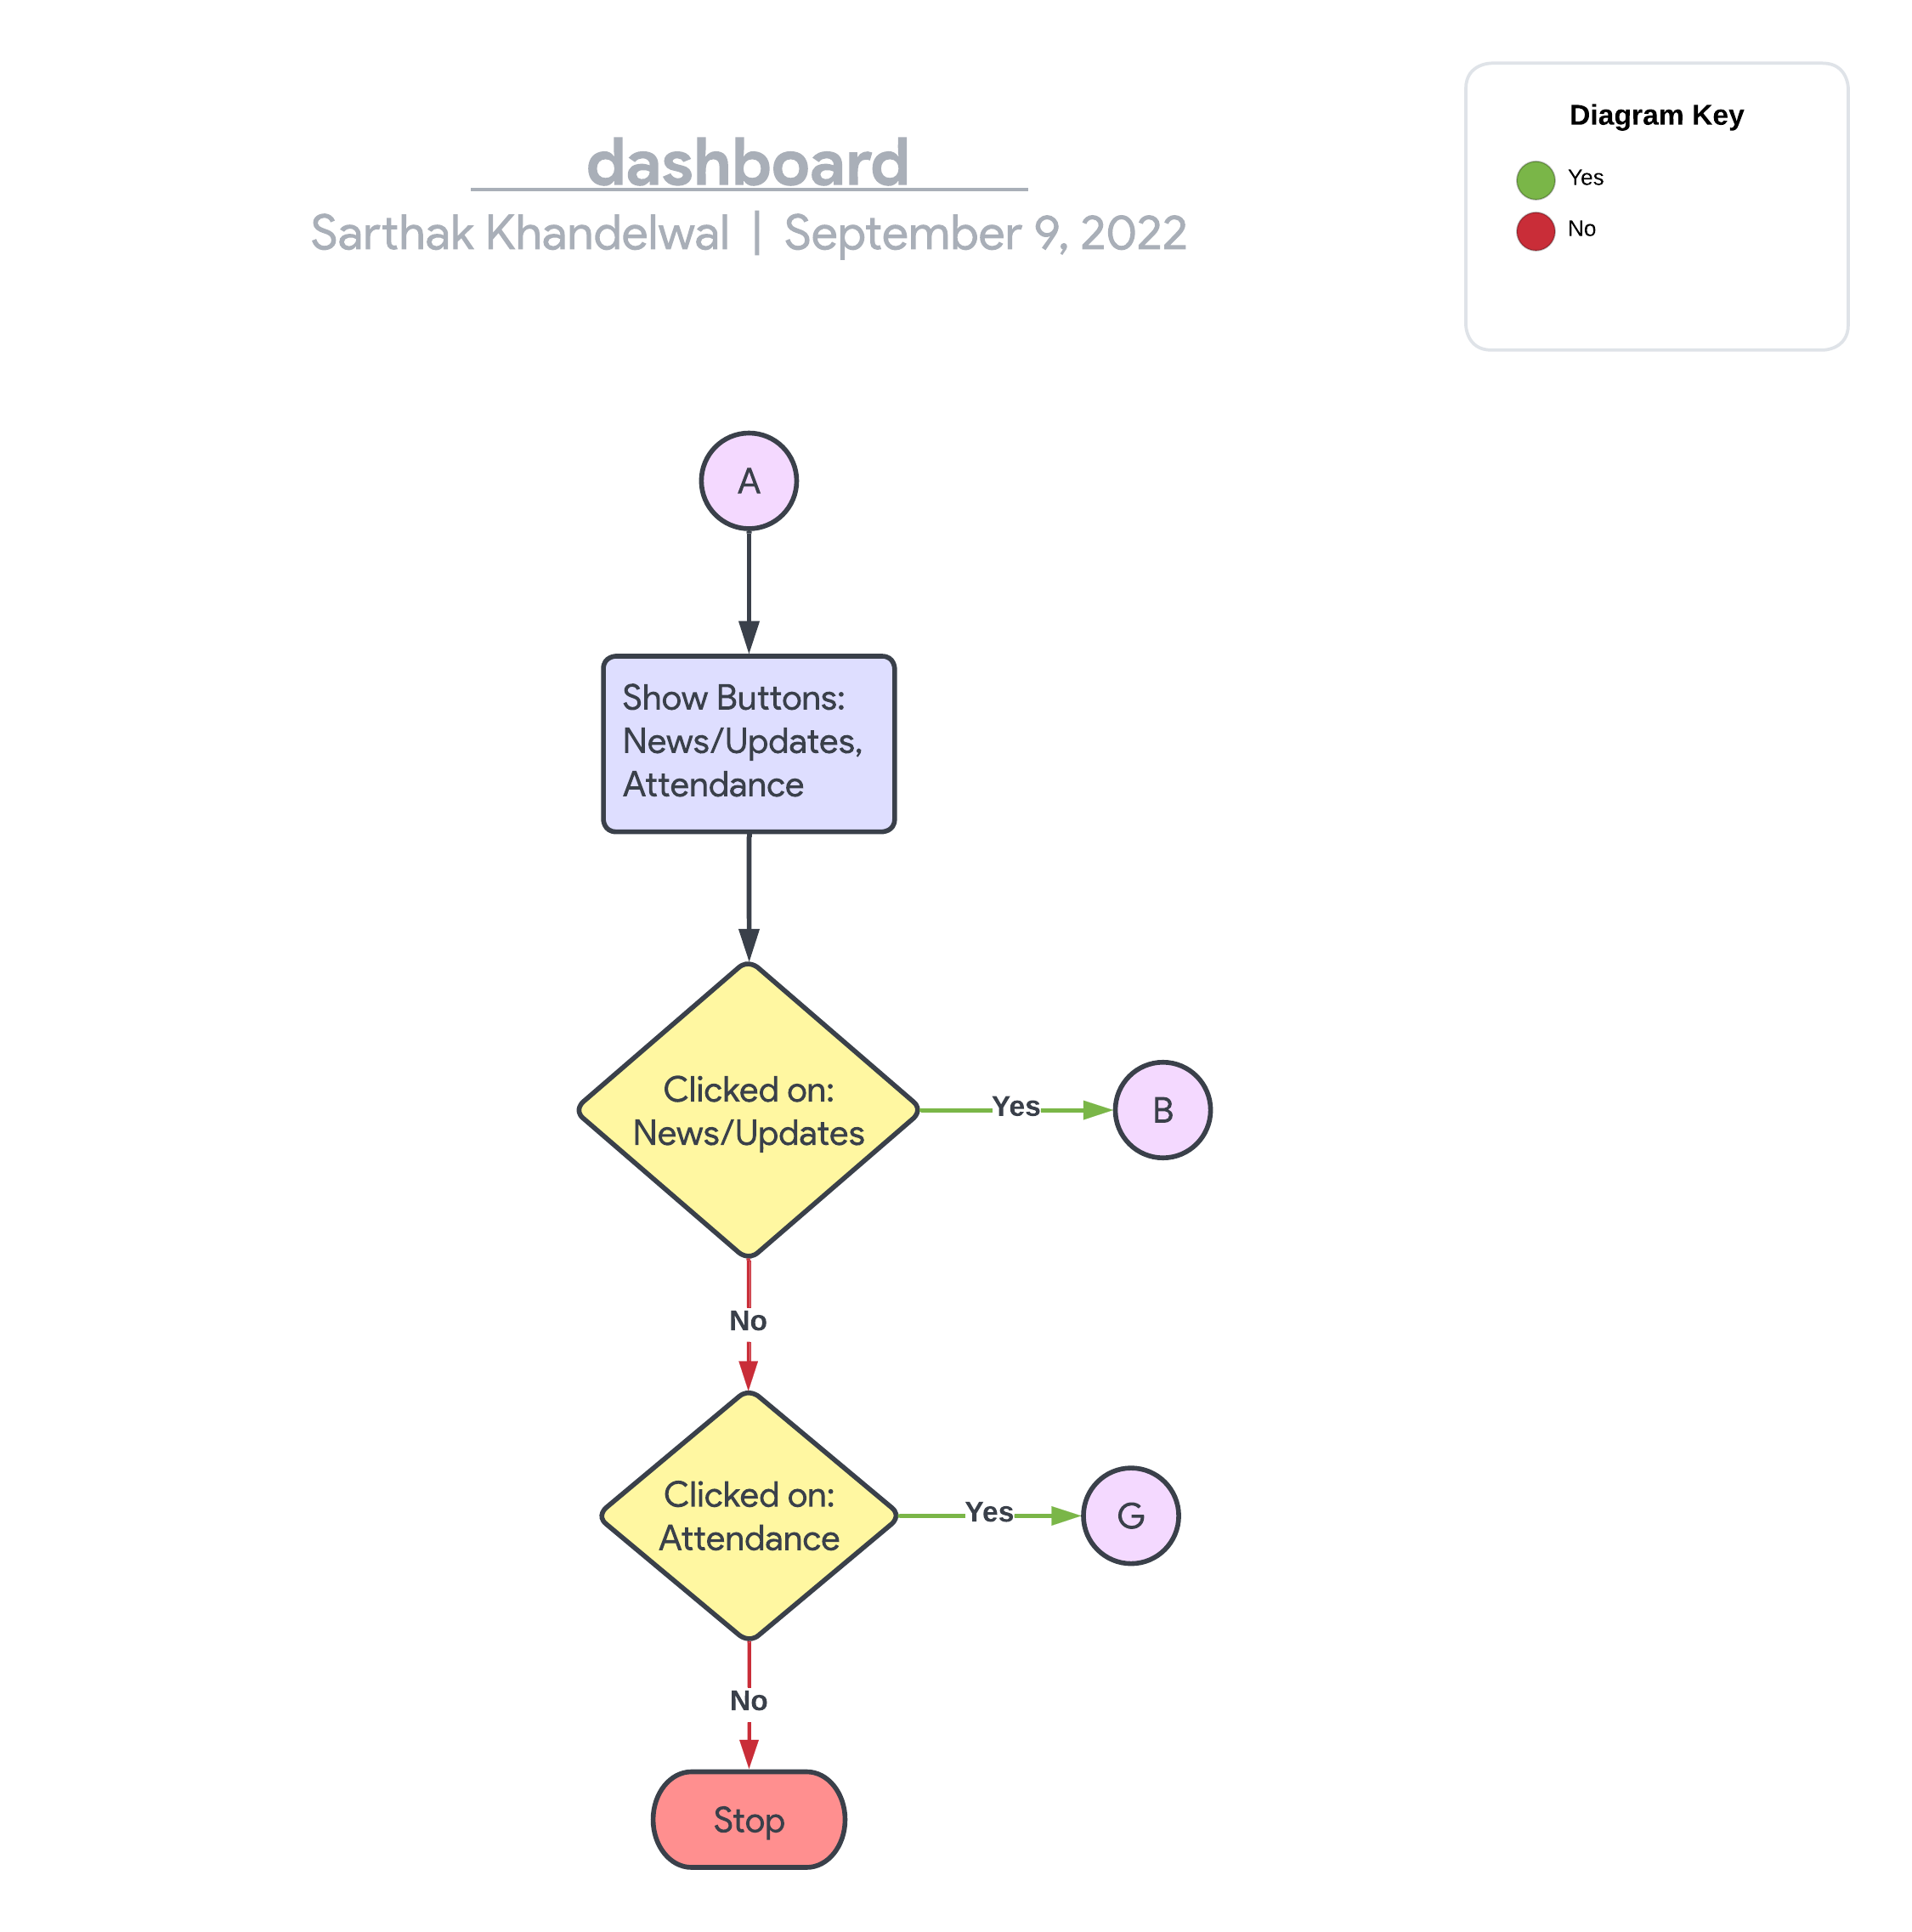 dashboard
Sarthak Khandelwal | September 9, 2022
Diagram Key
Yes
No
A
Show Buttons:
News/Updates,
Attendance
Clicked on:
News/Updates
Yes
B
No
Clicked on:
Attendance
Yes
G
No
Stop